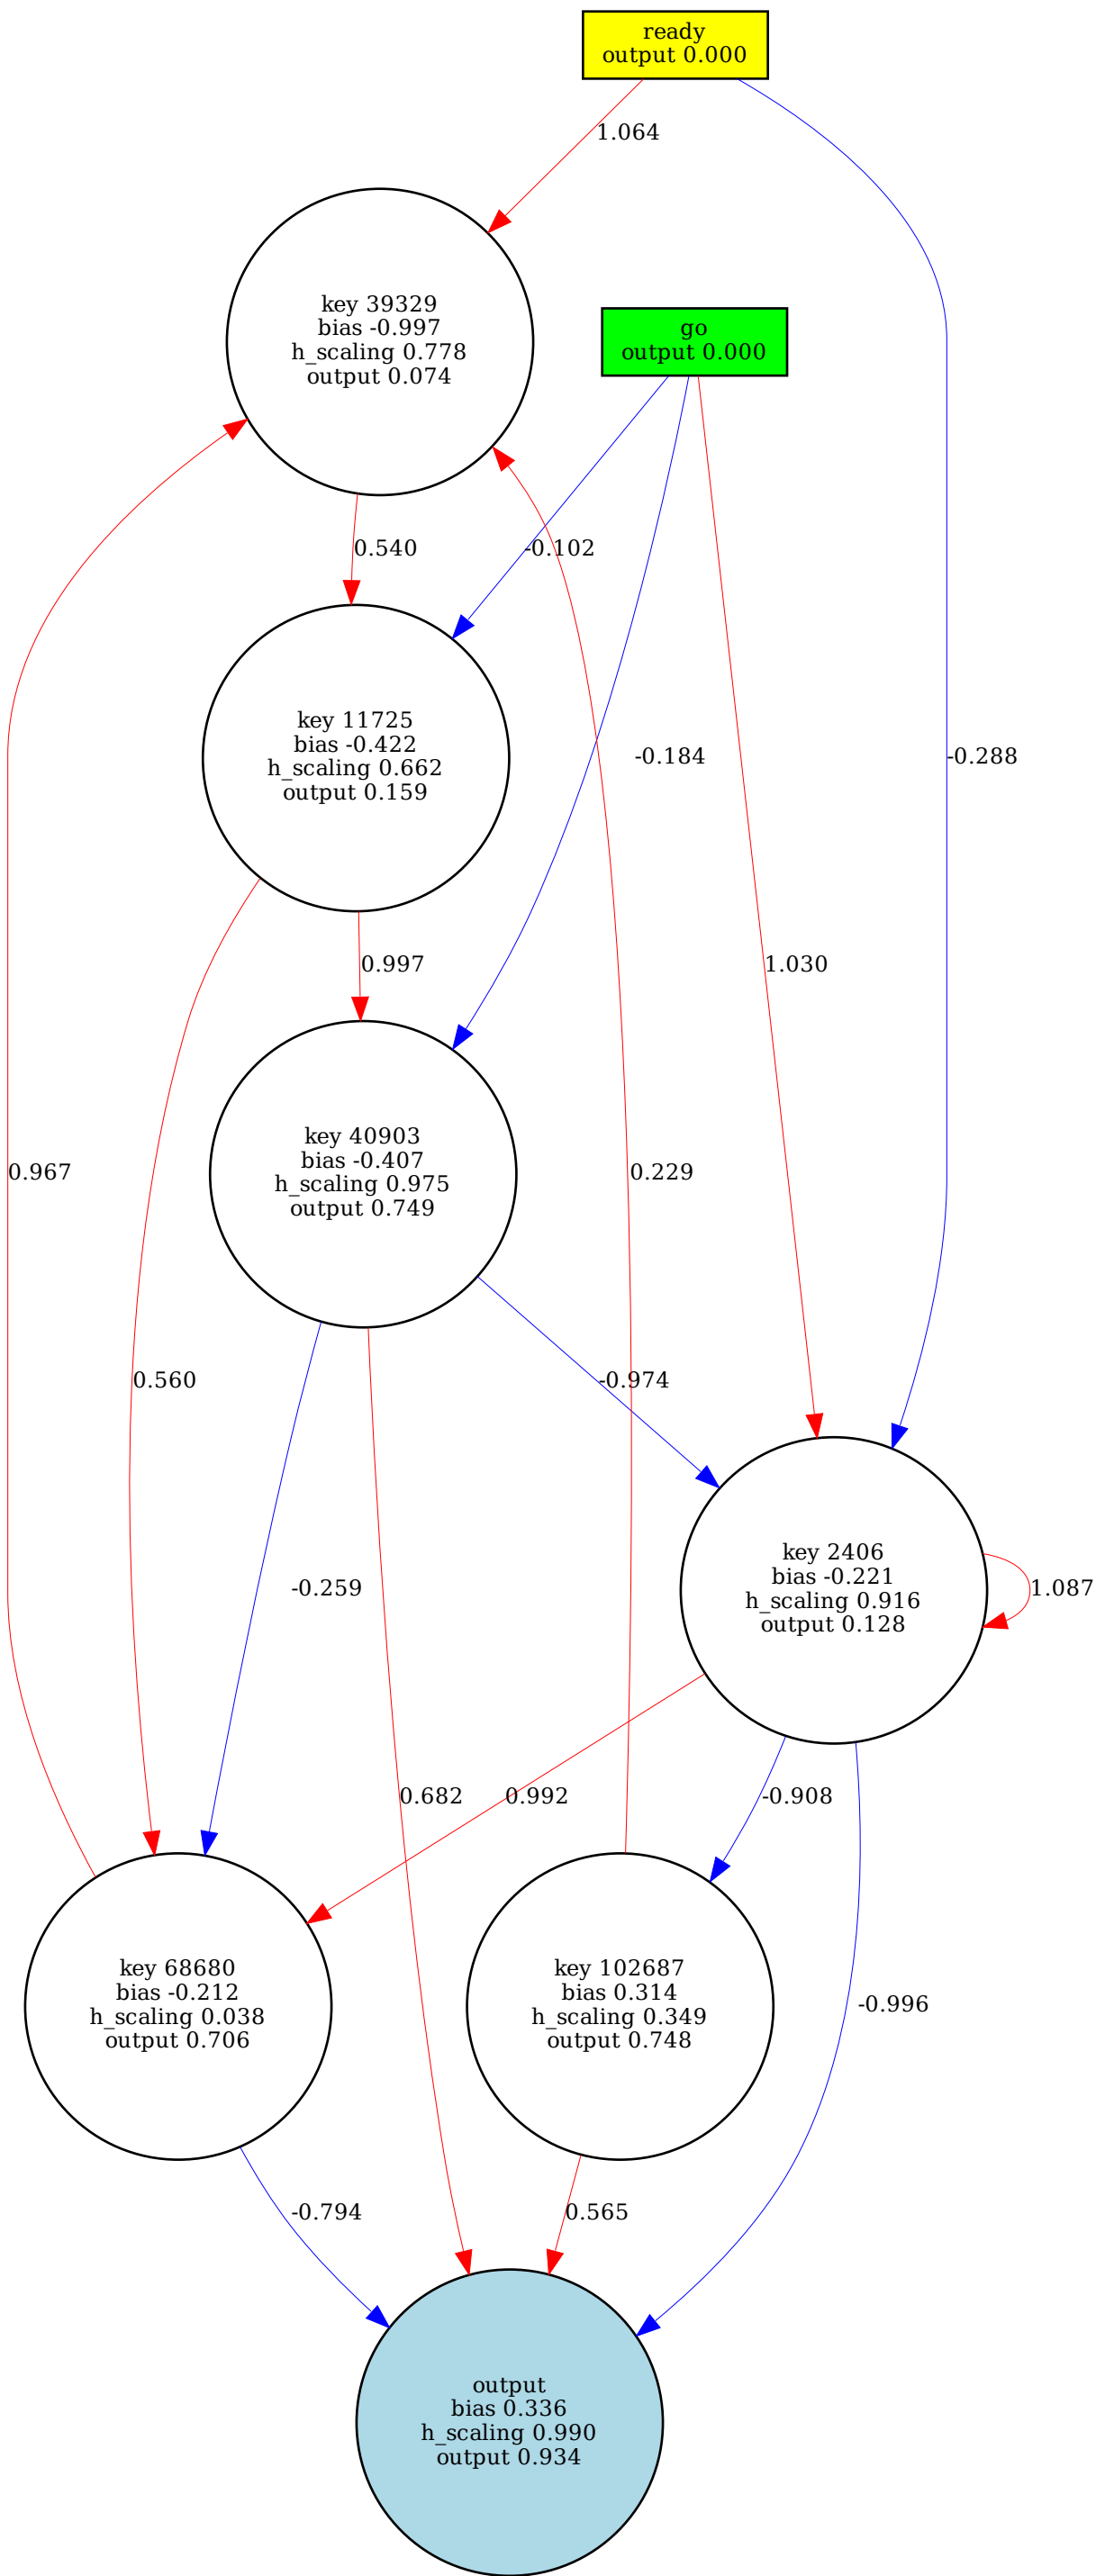 ready
output 0.000
1.064
key 39329
bias -0.997
h_scaling 0.778
output 0.074
go
output 0.000
0.540
-0.102
key 11725
bias -0.422
h_scaling 0.662
output 0.159
-0.184
-0.288
0.997
1.030
key 40903
bias -0.407
h_scaling 0.975
output 0.749
0.967
0.229
0.560
-0.974
key 2406
bias -0.221
h_scaling 0.916
output 0.128
-0.259
1.087
0.682
0.992
-0.908
key 68680
bias -0.212
h_scaling 0.038
output 0.706
key 102687
bias 0.314
h_scaling 0.349
output 0.748
-0.996
-0.794
0.565
output
bias 0.336
h_scaling 0.990
output 0.934